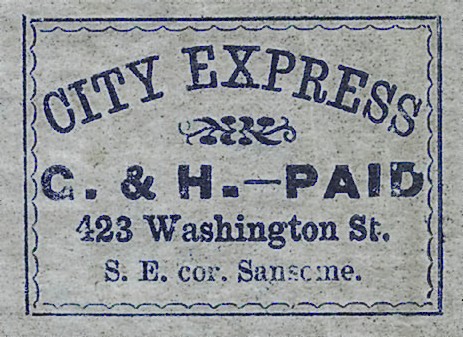 CITY EXPRESS
G. & H.—PAID
423 Washington St.
S. E. cor. Sansome.